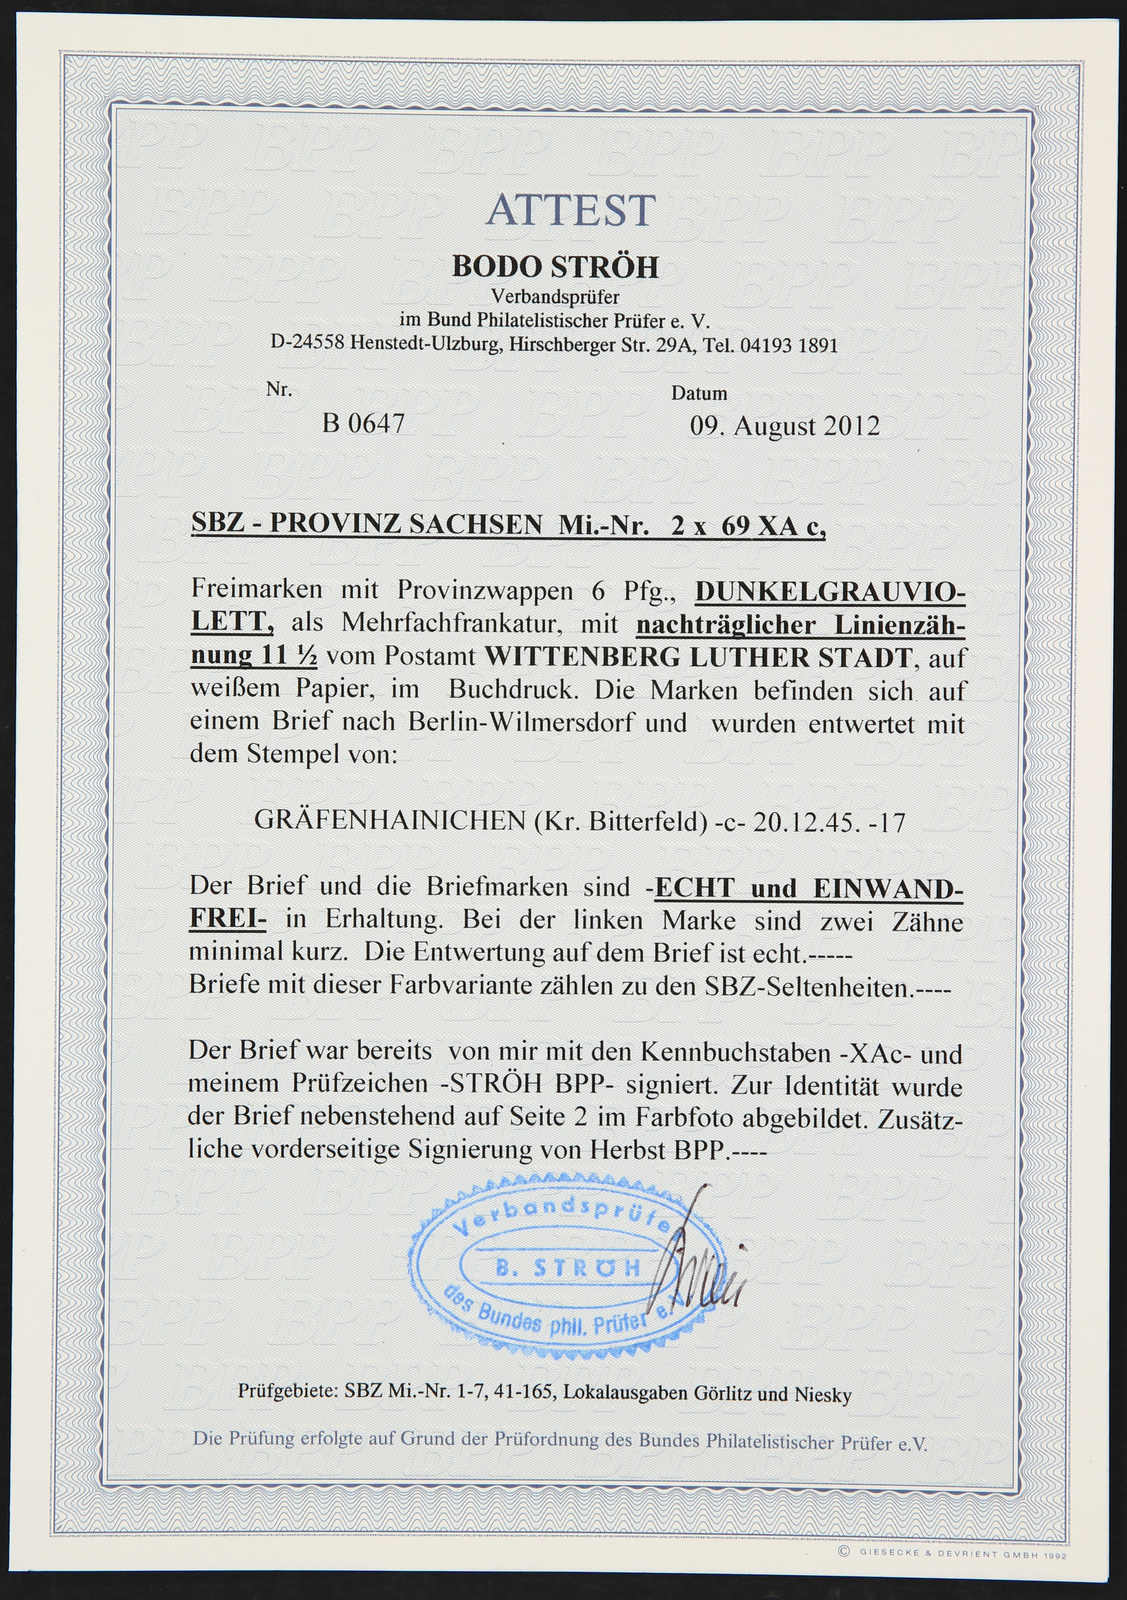 ATTEST
BODO STRÖH
Verbandsprüfer
im Bund Philatelistischer Prüfer e. V.
D-24558 Henstedt-Ulzburg, Hirschberger Str. 29A, Tel. 04193 1891
Nr. Datum
B 0647 09. August 2012
SBZ - PROVINZ SACHSEN Mi.-Nr. 2 x 69 XA c,
Freimarken mit Provinzwappen 6 Pfg., DUNKELGRAUVIO-
LETT, als Mehrfachfrankatur, mit nachträglicher Linienzäh-
nung 11 ½ vom Postamt WITTENBERG LUTHER STADT, auf
weißem Papier, im Buchdruck. Die Marken befinden sich auf
einem Brief nach Berlin-Wilmersdorf und wurden entwertet mit
dem Stempel von:
GRÄFENHAINICHEN (Kr. Bitterfeld) -c- 20.12.45. -17
Der Brief und die Briefmarken sind -ECHT und EINWAND-
FREI- in Erhaltung. Bei der linken Marke sind zwei Zähne
minimal kurz. Die Entwertung auf dem Brief ist echt.-----
Briefe mit dieser Farbvariante zählen zu den SBZ-Seltenheiten.----
Der Brief war bereits von mir mit den Kennbuchstaben -XAc- und
meinem Prüfzeichen -STRÖH BPP- signiert. Zur Identität wurde
der Brief nebenstehend auf Seite 2 im Farbfoto abgebildet. Zusätz-
liche vorderseitige Signierung von Herbst BPP.----
Verbandsprüfer
B. STRÖH
des Bundes phil. Prüfer e.V.
Prüfgebiete: SBZ Mi.-Nr. 1-7, 41-165, Lokalausgaben Görlitz und Niesky
Die Prüfung erfolgte auf Grund der Prüfordnung des Bundes Philatelistischer Prüfer e.V.
© GIESECKE & DEVRIENT GMBH 1992